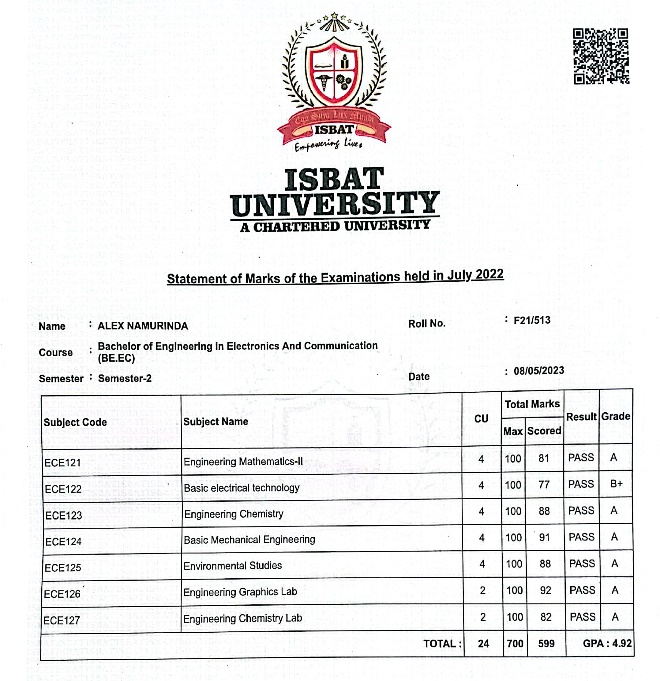 Ego Sum Lux Mundi
ISBAT
Empowering Lives
ISBAT
UNIVERSITY
A CHARTERED UNIVERSITY
Statement of Marks of the Examinations held in July 2022
Name : ALEX NAMURINDA Roll No. : F21/513
Course : Bachelor of Engineering In Electronics And Communication
(BE.EC)
Semester : Semester-2 Date : 08/05/2023
Subject Code Subject Name CU Total Marks Result Grade
Max Scored
ECE121 Engineering Mathematics-II 4 100 81 PASS A
ECE122 Basic electrical technology 4 100 77 PASS B+
ECE123 Engineering Chemistry 4 100 88 PASS A
ECE124 Basic Mechanical Engineering 4 100 91 PASS A
ECE125 Environmental Studies 4 100 88 PASS A
ECE126 Engineering Graphics Lab 2 100 92 PASS A
ECE127 Engineering Chemistry Lab 2 100 82 PASS A
TOTAL : 24 700 599 GPA : 4.92